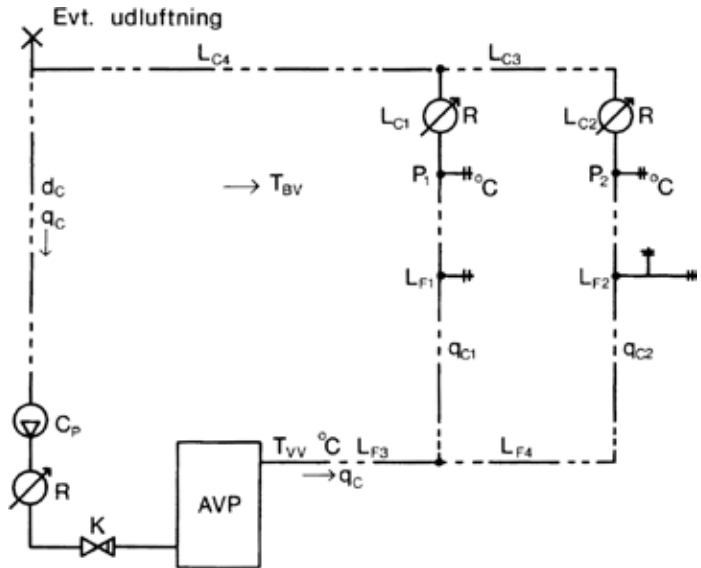 Evt. udluftning
L_C4
L_C3
L_C1
R
L_C2
R
P_1
°C
P_2
°C
d_C
q_C
→ T_BV
L_F1
L_F2
q_C1
q_C2
C_P
T_VV °C
L_F3
L_F4
→ q_C
R
AVP
K